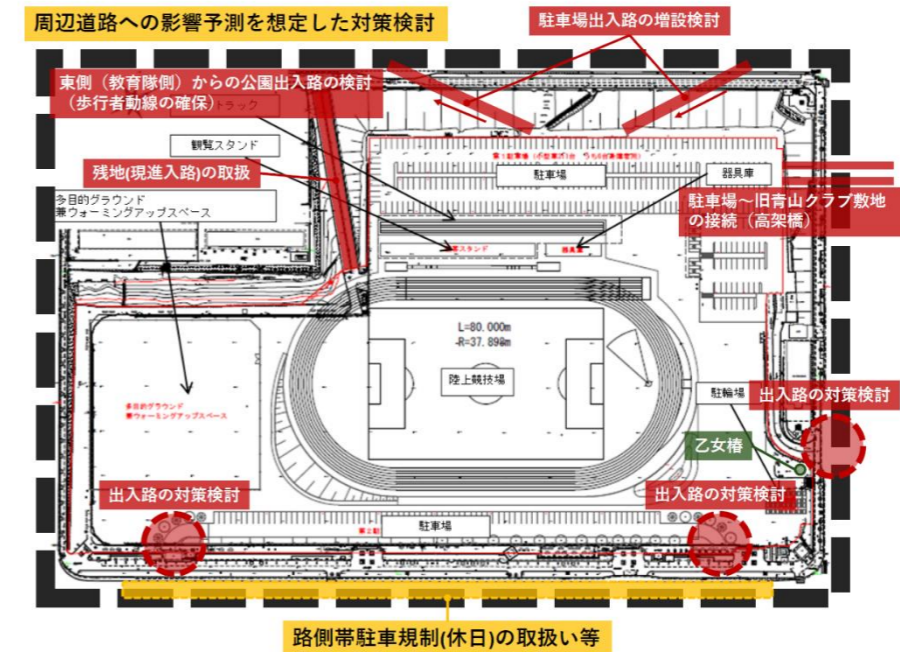 周辺道路への影響予測を想定した対策検討
駐車場出入路の増設検討
東側（教育隊側）からの公園出入路の検討
（歩行者動線の確保）
トラック
観覧スタンド
残地(現進入路)の取扱
多目的グラウンド
兼ウォーミングアップスペース
駐車場
器具庫
駐車場～旧青山クラブ敷地
の接続（高架橋）
スタンド
器具庫
L=80.000m
陸上競技場
多目的グラウンド
兼ウォーミングアップスペース
駐輪場
出入路の対策検討
乙女椿
出入路の対策検討
出入路の対策検討
駐車場
路側帯駐車規制(休日)の取扱い等